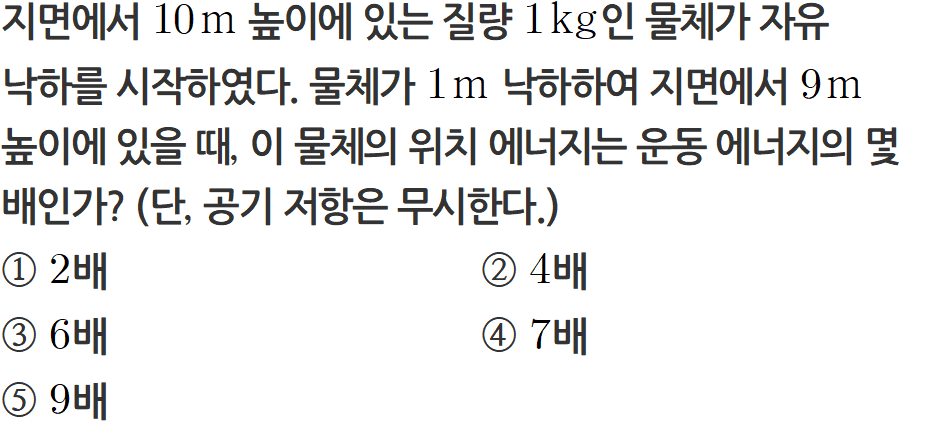 지면에서 10m 높이에 있는 질량 1kg인 물체가 자유
낙하를 시작하였다. 물체가 1m 낙하하여 지면에서 9m
높이에 있을 때, 이 물체의 위치 에너지는 운동 에너지의 몇
배인가? (단, 공기 저항은 무시한다.)
① 2배 ② 4배
③ 6배 ④ 7배
⑤ 9배